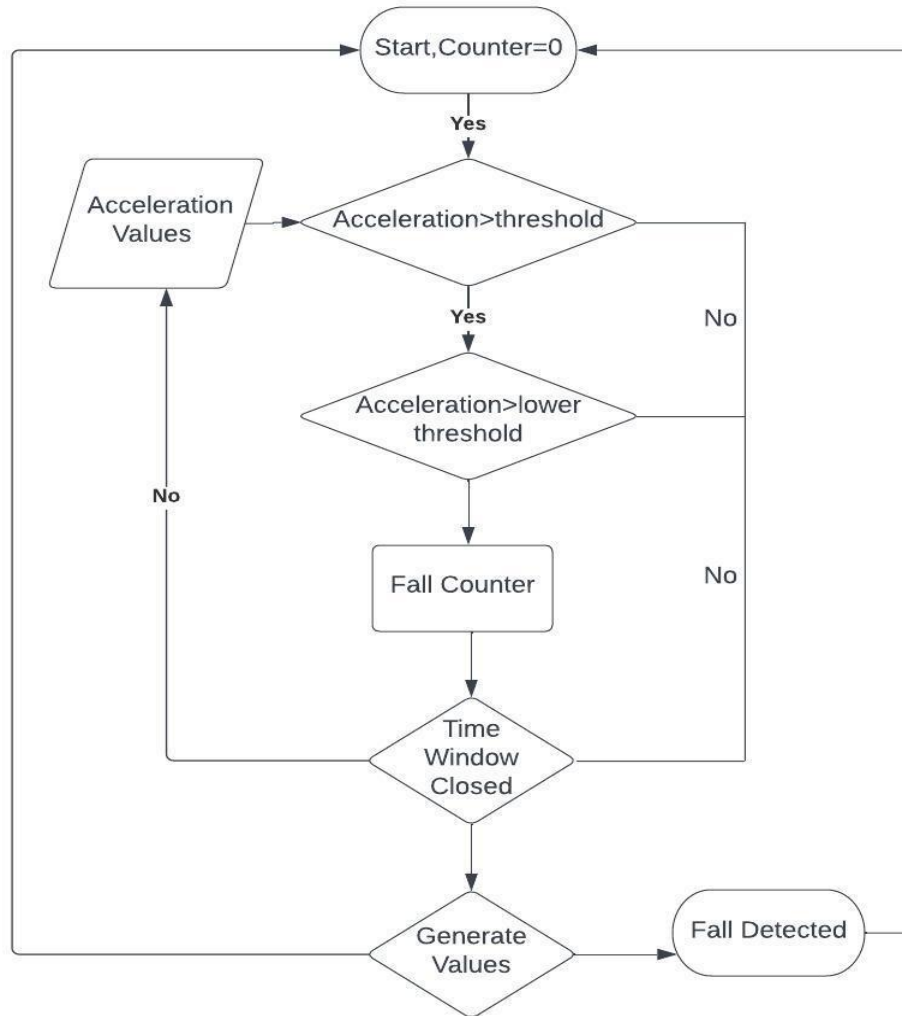 Start,Counter=0
Yes
Acceleration
Values
Acceleration>threshold
No
Yes
Acceleration>lower
threshold
No
Fall Counter
No
Time
Window
Closed
Generate
Values
Fall Detected